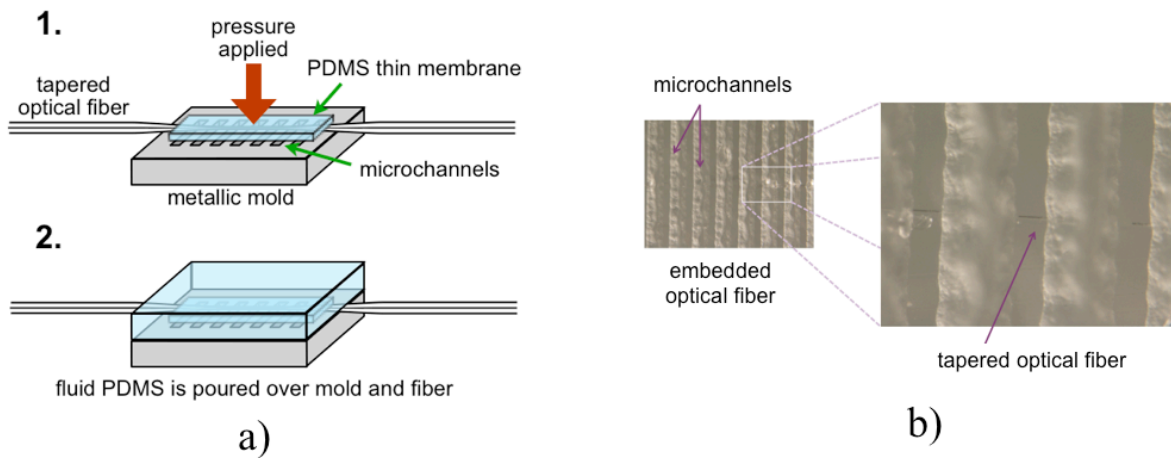 1.
pressure
applied
PDMS thin membrane
tapered
optical fiber
microchannels
metallic mold
2.
fluid PDMS is poured over mold and fiber
a)
microchannels
embedded
optical fiber
tapered optical fiber
b)